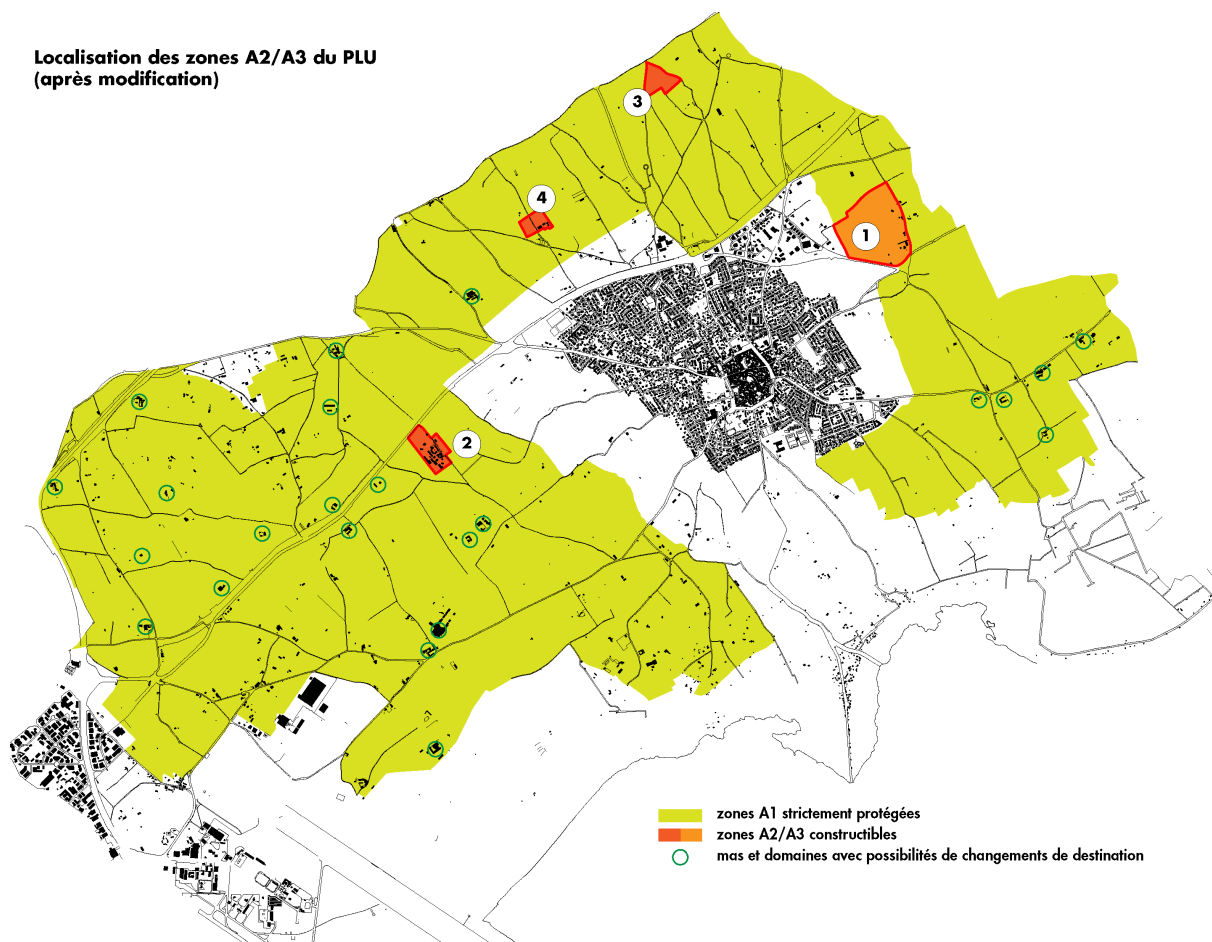 Localisation des zones A2/A3 du PLU
(après modification)
3
4
1
2
zones A1 strictement protégées
zones A2/A3 constructibles
mas et domaines avec possibilités de changements de destination